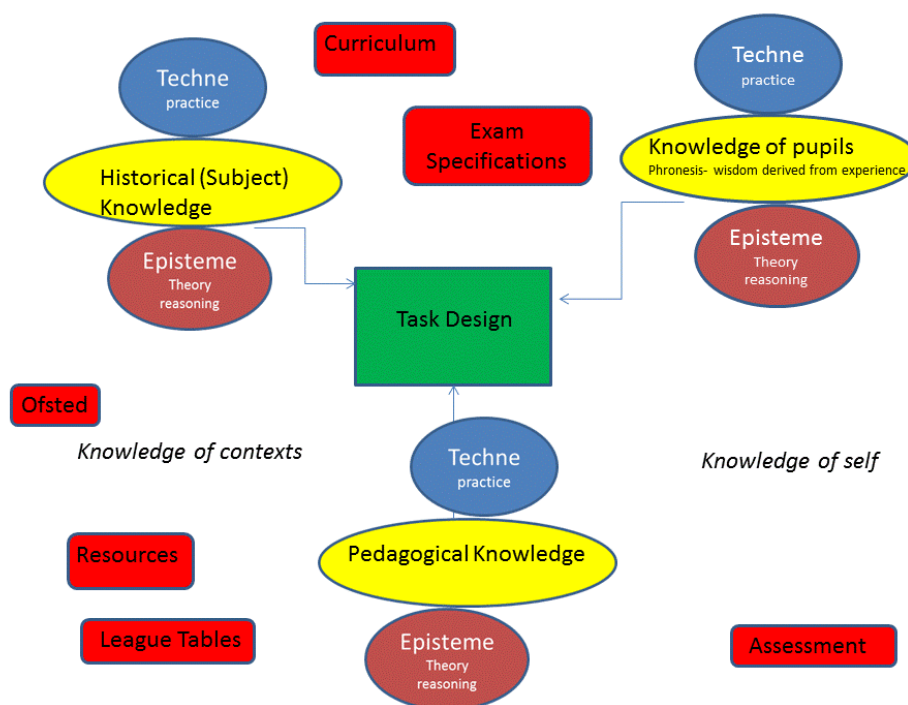 Curriculum
Techne
practice
Techne
practice
Exam
Specifications
Historical (Subject)
Knowledge
Knowledge of pupils
Phronesis- wisdom derived from experience.
Episteme
Theory
reasoning
Episteme
Theory
reasoning
Task Design
Ofsted
Knowledge of contexts
Techne
practice
Knowledge of self
Resources
Pedagogical Knowledge
League Tables
Episteme
Theory
reasoning
Assessment